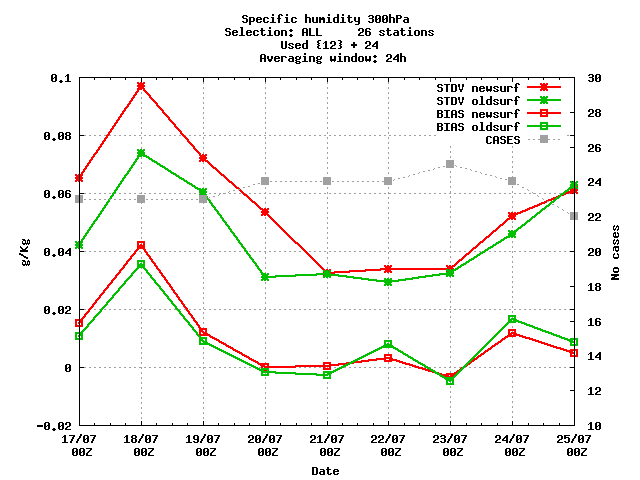 Specific humidity 300hPa
Selection: ALL     26 stations
Used {12} + 24
Averaging window: 24h
0.1
0.08
0.06
0.04
0.02
0
-0.02
g/Kg
STDV newsurf
STDV oldsurf
BIAS newsurf
BIAS oldsurf
CASES
30
28
26
24
22
20
18
16
14
12
10
No cases
17/07 18/07 19/07 20/07 21/07 22/07 23/07 24/07 25/07
00Z 00Z 00Z 00Z 00Z 00Z 00Z 00Z 00Z
Date